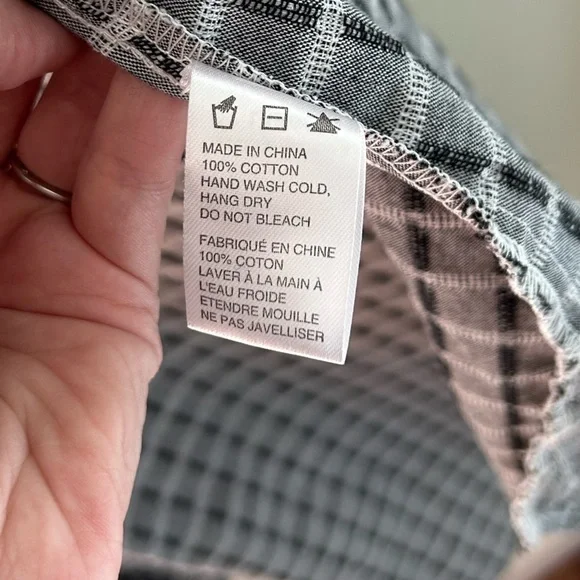 MADE IN CHINA
100% COTTON
HAND WASH COLD,
HANG DRY
DO NOT BLEACH
FABRIQUÉ EN CHINE
100% COTON
LAVER À LA MAIN À
L'EAU FROIDE
ETENDRE MOUILLE
NE PAS JAVELLISER